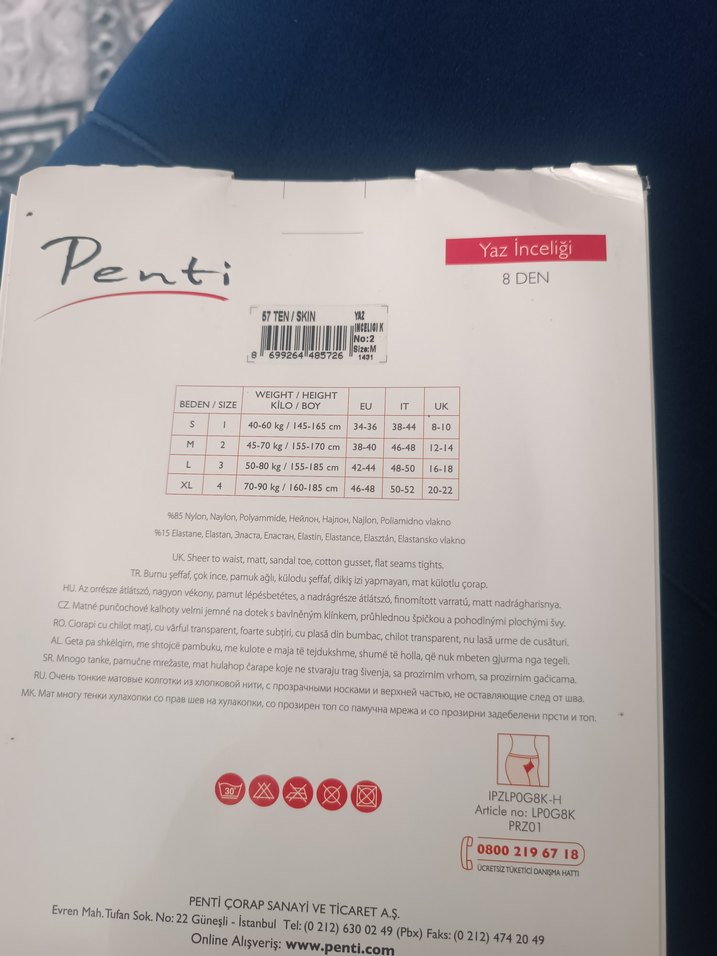 Penti
Yaz İnceliği
8 DEN
57 TEN / SKIN
YAZ
INCELIGI K
No:2
Size:M
1431
8 699264 485726
BEDEN / SIZE WEIGHT / HEIGHT KİLO / BOY EU IT UK
S 1 40-60 kg / 145-165 cm 34-36 38-44 8-10
M 2 45-70 kg / 155-170 cm 38-40 46-48 12-14
L 3 50-80 kg / 155-185 cm 42-44 48-50 16-18
XL 4 70-90 kg / 160-185 cm 46-48 50-52 20-22
%85 Nylon, Naylon, Polyammide, Нейлон, Најлон, Najlon, Poliamidno vlakno
%15 Elastane, Elastan, Эласта, Еластан, Elastin, Elastance, Elasztán, Elastansko vlakno
UK. Sheer to waist, matt, sandal toe, cotton gusset, flat seams tights.
TR. Burnu şeffaf, çok ince, pamuk ağlı, külodu şeffaf, dikiş izi yapmayan, mat külotlu çorap.
HU. Az orrésze átlátszó, nagyon vékony, pamut lépésbetétes, a nadrágrésze átlátszó, finomított varratú, matt nadrágharisnya.
CZ. Matné punčochové kalhoty velmi jemné na dotek s bavlněným klínkem, průhlednou špičkou a pohodlnými plochými švy.
RO. Ciorapi cu chilot mați, cu vârful transparent, foarte subțiri, cu plasă din bumbac, chilot transparent, nu lasă urme de cusături.
AL. Geta pa shkëlqim, me shtojcë pambuku, me kulote e maja të tejdukshme, shumë të holla, që nuk mbeten gjurma nga tegeli.
SR. Mnogo tanke, pamučne mrežaste, mat hulahop čarape koje ne stvaraju trag šivenja, sa prozirnim vrhom, sa prozirnim gaćicama.
RU. Очень тонкие матовые колготки из хлопковой нити, с прозрачными носками и верхней частью, не оставляющие след от шва.
MK. Мат многу тенки хулахопки со прав шев на хулакопки, со прозирен топ со памучна мрежа и со прозирни задебелени прсти и топ.
30°
IPZLP0G8K-H
Article no: LP0G8K
PRZ01
0800 219 67 18
ÜCRETSİZ TÜKETİCİ DANIŞMA HATTI
PENTİ ÇORAP SANAYİ VE TİCARET A.Ş.
Evren Mah. Tufan Sok. No: 22 Güneşli - İstanbul Tel: (0 212) 630 02 49 (Pbx) Faks: (0 212) 474 20 49
Online Alışveriş: www.penti.com